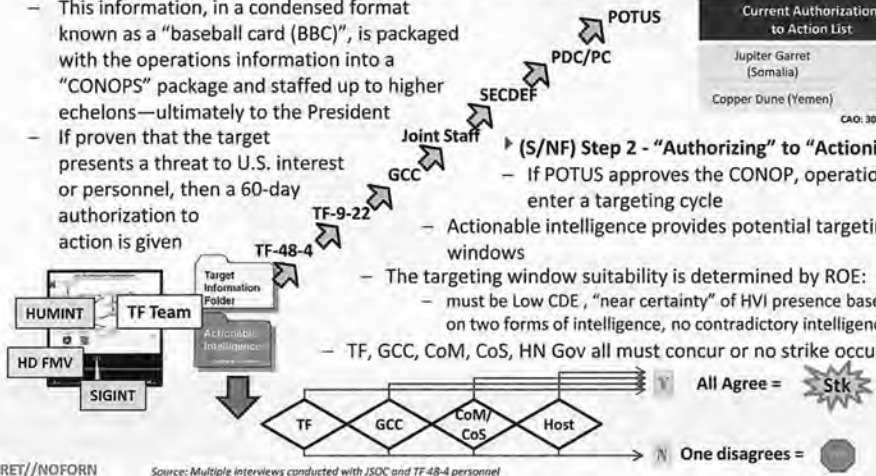 – This information, in a condensed format
known as a "baseball card (BBC)", is packaged
with the operations information into a
"CONOPS" package and staffed up to higher
echelons—ultimately to the President
– If proven that the target
presents a threat to U.S. interest
or personnel, then a 60-day
authorization to
action is given
POTUS
PDC/PC
SECDEF
Joint Staff
GCC
TF-9-22
TF-48-4
Current Authorization
to Action List
Jupiter Garret
(Somalia)
Copper Dune (Yemen)
CAO: 30
(S/NF) Step 2 - "Authorizing" to "Actioni
– If POTUS approves the CONOP, operatio
enter a targeting cycle
– Actionable intelligence provides potential targetin
windows
– The targeting window suitability is determined by ROE:
– must be Low CDE , "near certainty" of HVI presence base
on two forms of intelligence, no contradictory intelligenc
– TF, GCC, CoM, CoS, HN Gov all must concur or no strike occu
Target
Information
Folder
Actionable
Intelligence
HUMINT
TF Team
HD FMV
SIGINT
TF
GCC
CoM/
CoS
Host
Y
All Agree =
Stk
N
One disagrees =
RET//NOFORN
Source: Multiple interviews conducted with JSOC and TF 48-4 personnel